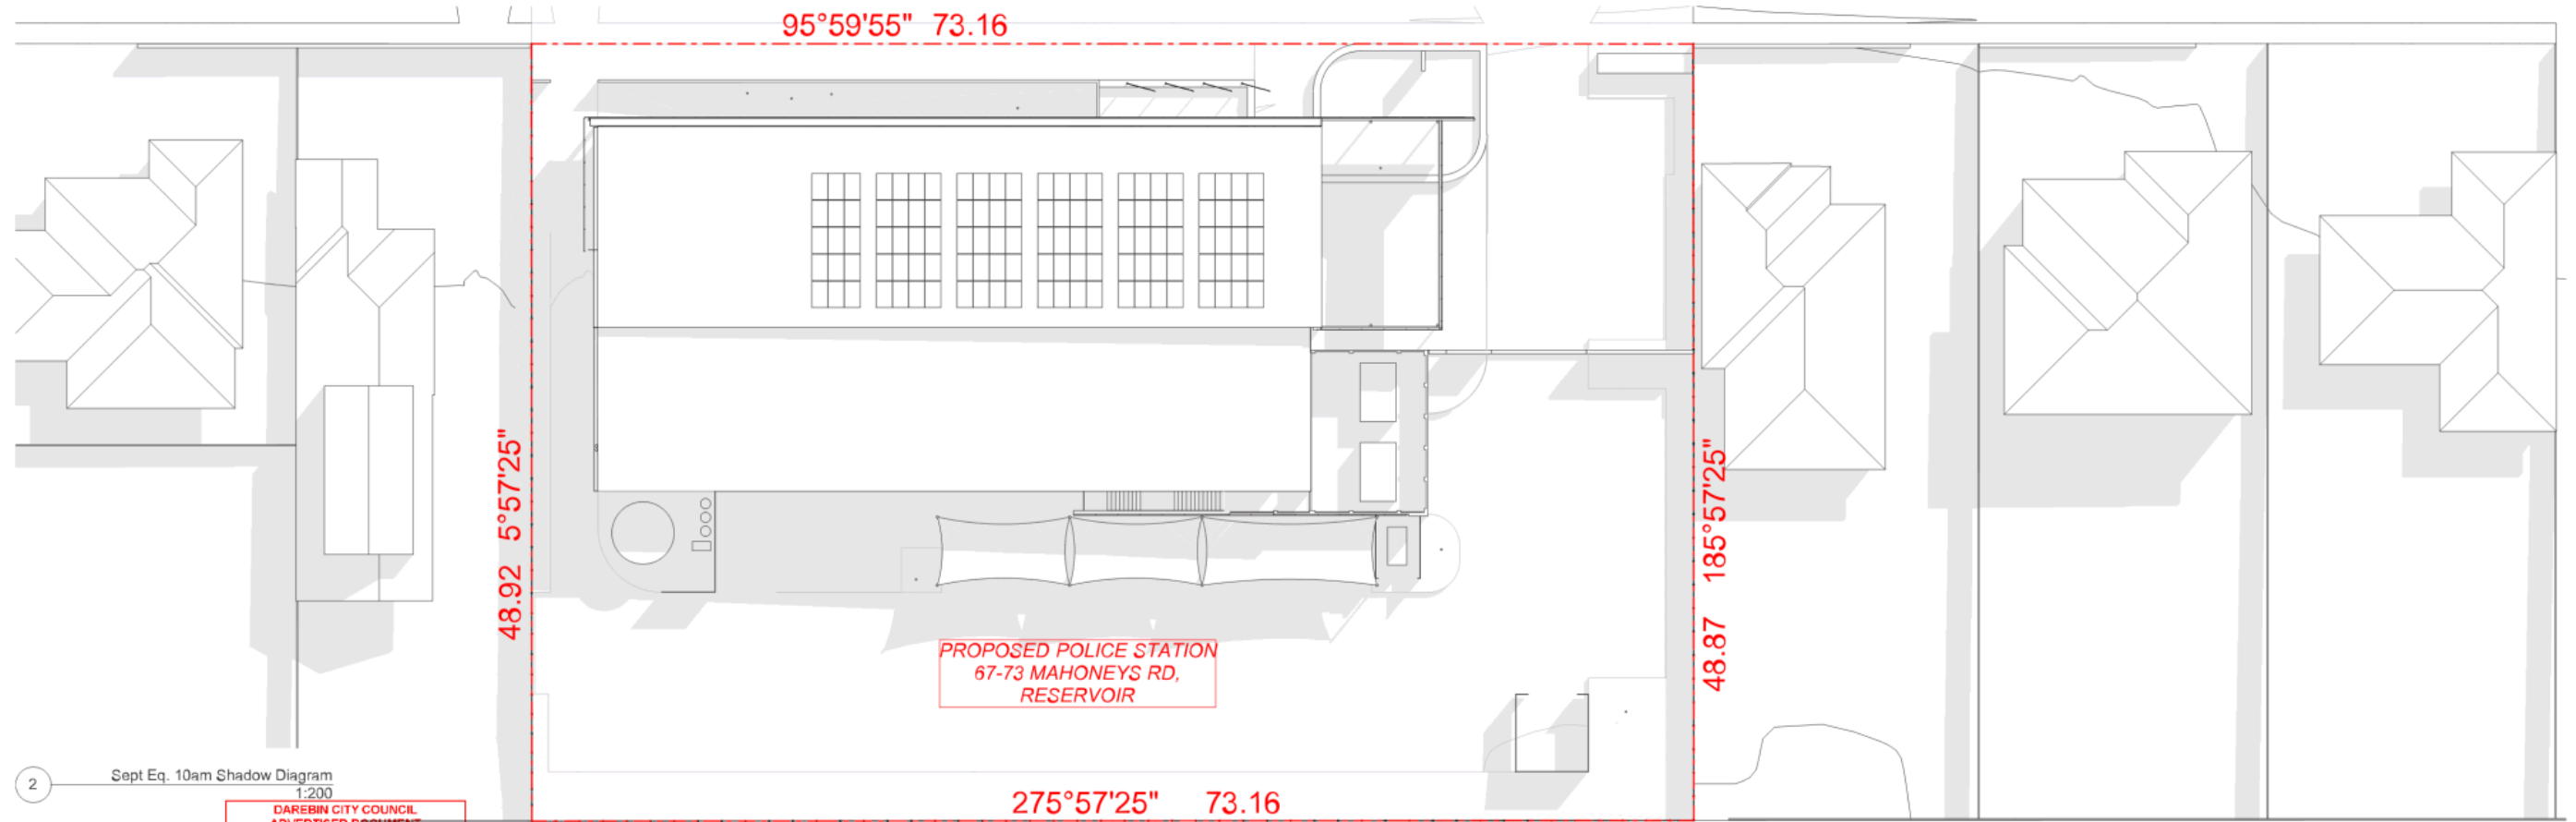 95°59'55" 73.16
48.92 5°57'25"
48.87 185°57'25"
PROPOSED POLICE STATION
67-73 MAHONEYS RD,
RESERVOIR
2
Sept Eq. 10am Shadow Diagram
1:200
DAREBIN CITY COUNCIL
ADVERTISED DOCUMENT
275°57'25" 73.16